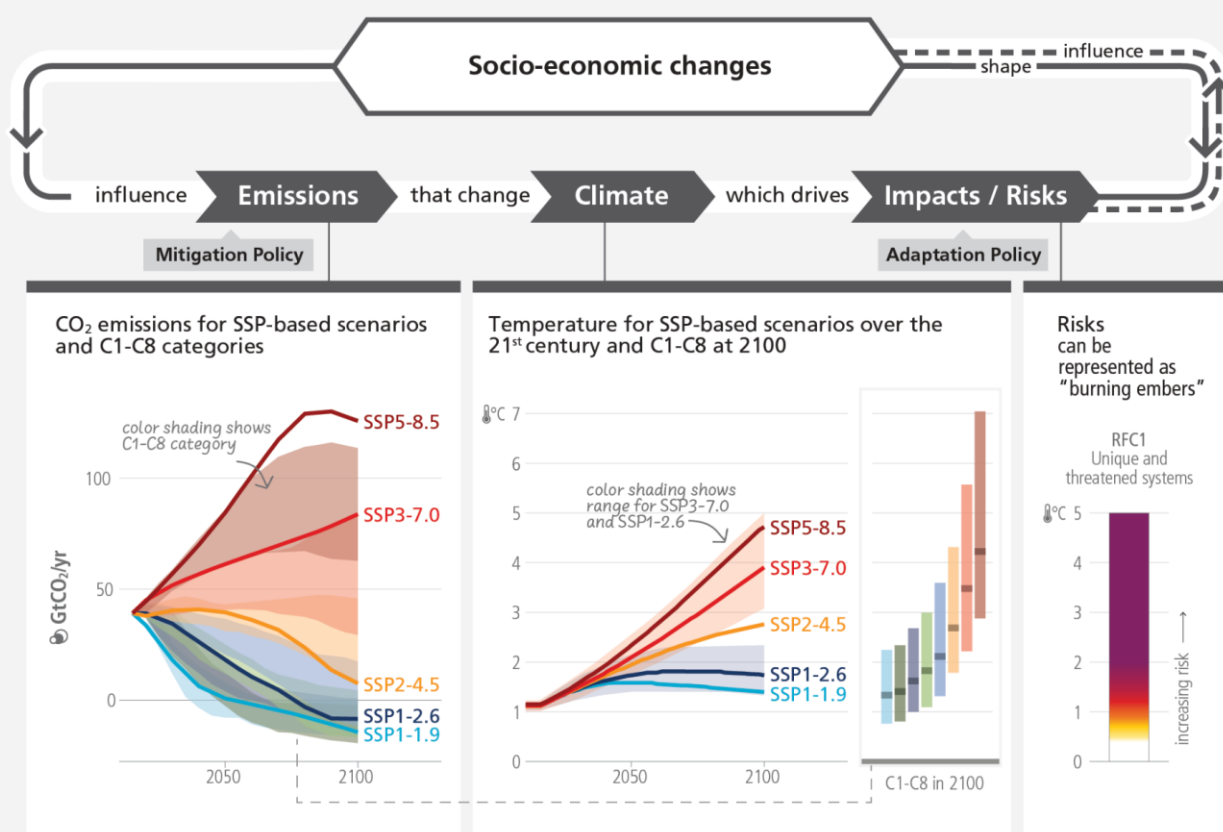 Socio-economic changes
influence
shape
influence
Emissions
that change
Climate
which drives
Impacts / Risks
Mitigation Policy
Adaptation Policy
CO₂ emissions for SSP-based scenarios
and C1-C8 categories
color shading shows
C1-C8 category
GtCO₂/yr
100
50
0
2050
2100
SSP5-8.5
SSP3-7.0
SSP2-4.5
SSP1-2.6
SSP1-1.9
Temperature for SSP-based scenarios over the
21st century and C1-C8 at 2100
°C 7
6
5
4
3
2
1
0
color shading shows
range for SSP3-7.0
and SSP1-2.6
SSP5-8.5
SSP3-7.0
SSP2-4.5
SSP1-2.6
SSP1-1.9
2050
2100
C1-C8 in 2100
Risks
can be
represented as
“burning embers”
RFC1
Unique and
threatened systems
°C 5
4
3
2
1
0
increasing risk